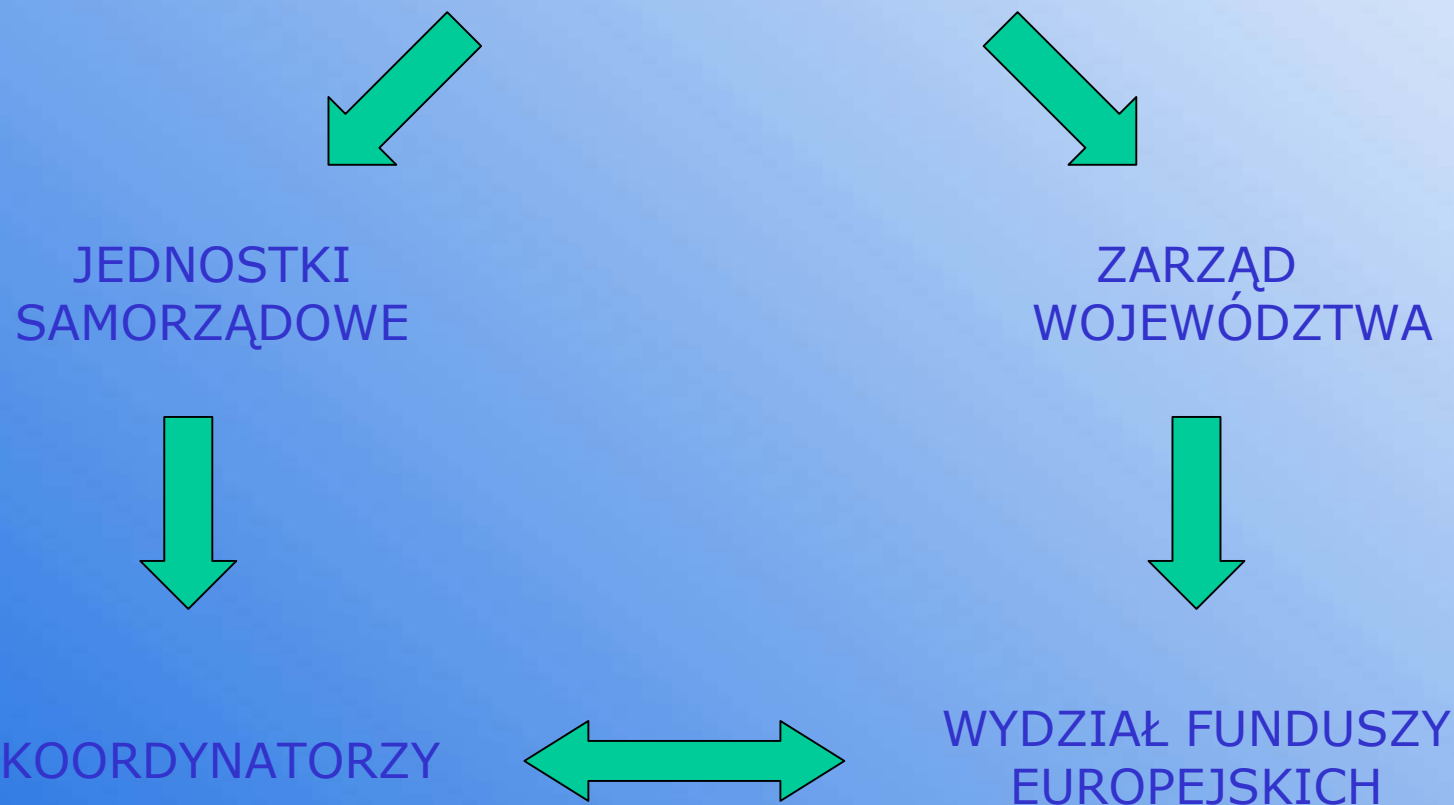 JEDNOSTKI
SAMORZĄDOWE
ZARZĄD
WOJEWÓDZTWA
KOORDYNATORZY
WYDZIAŁ FUNDUSZY
EUROPEJSKICH